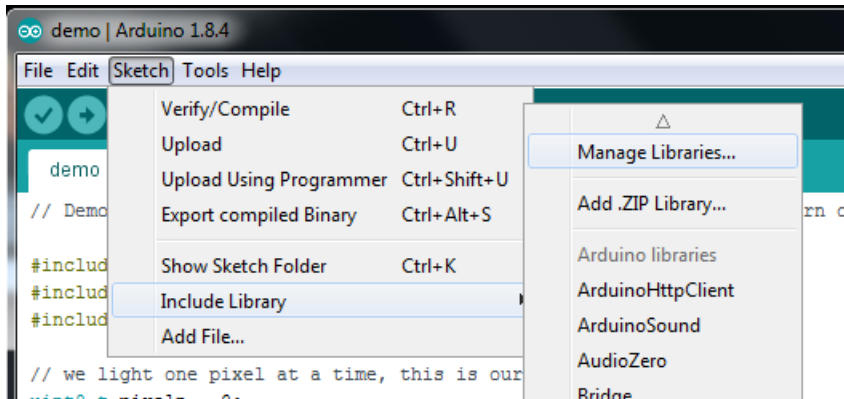 demo | Arduino 1.8.4
File Edit Sketch Tools Help
Verify/Compile Ctrl+R
Upload Ctrl+U
Upload Using Programmer Ctrl+Shift+U
Export compiled Binary Ctrl+Alt+S
Show Sketch Folder Ctrl+K
Include Library
Add File...
Manage Libraries...
Add .ZIP Library...
Arduino libraries
ArduinoHttpClient
ArduinoSound
AudioZero
Bridge
demo
// Demo
#includ
#includ
#includ
// we light one pixel at a time, this is our